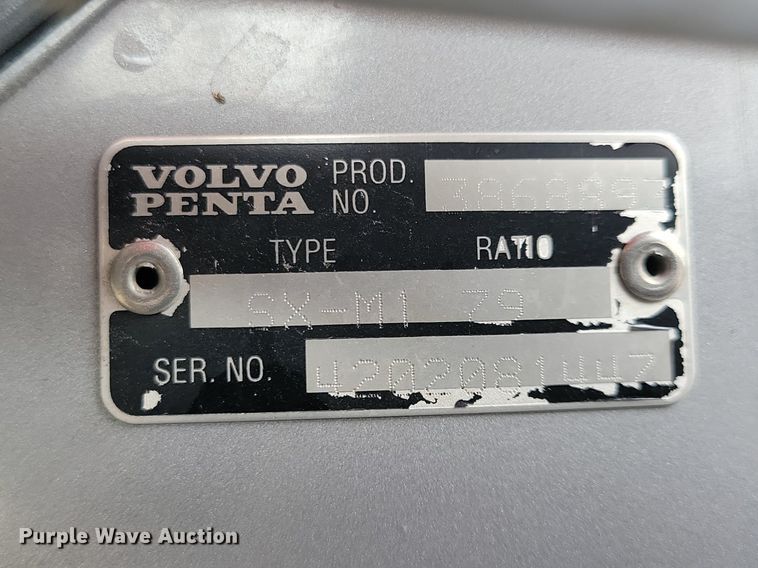 VOLVO
PENTA
PROD.
NO.
3868897
TYPE RATIO
SX-M1 79
SER. NO. 4202081447
Purple Wave Auction